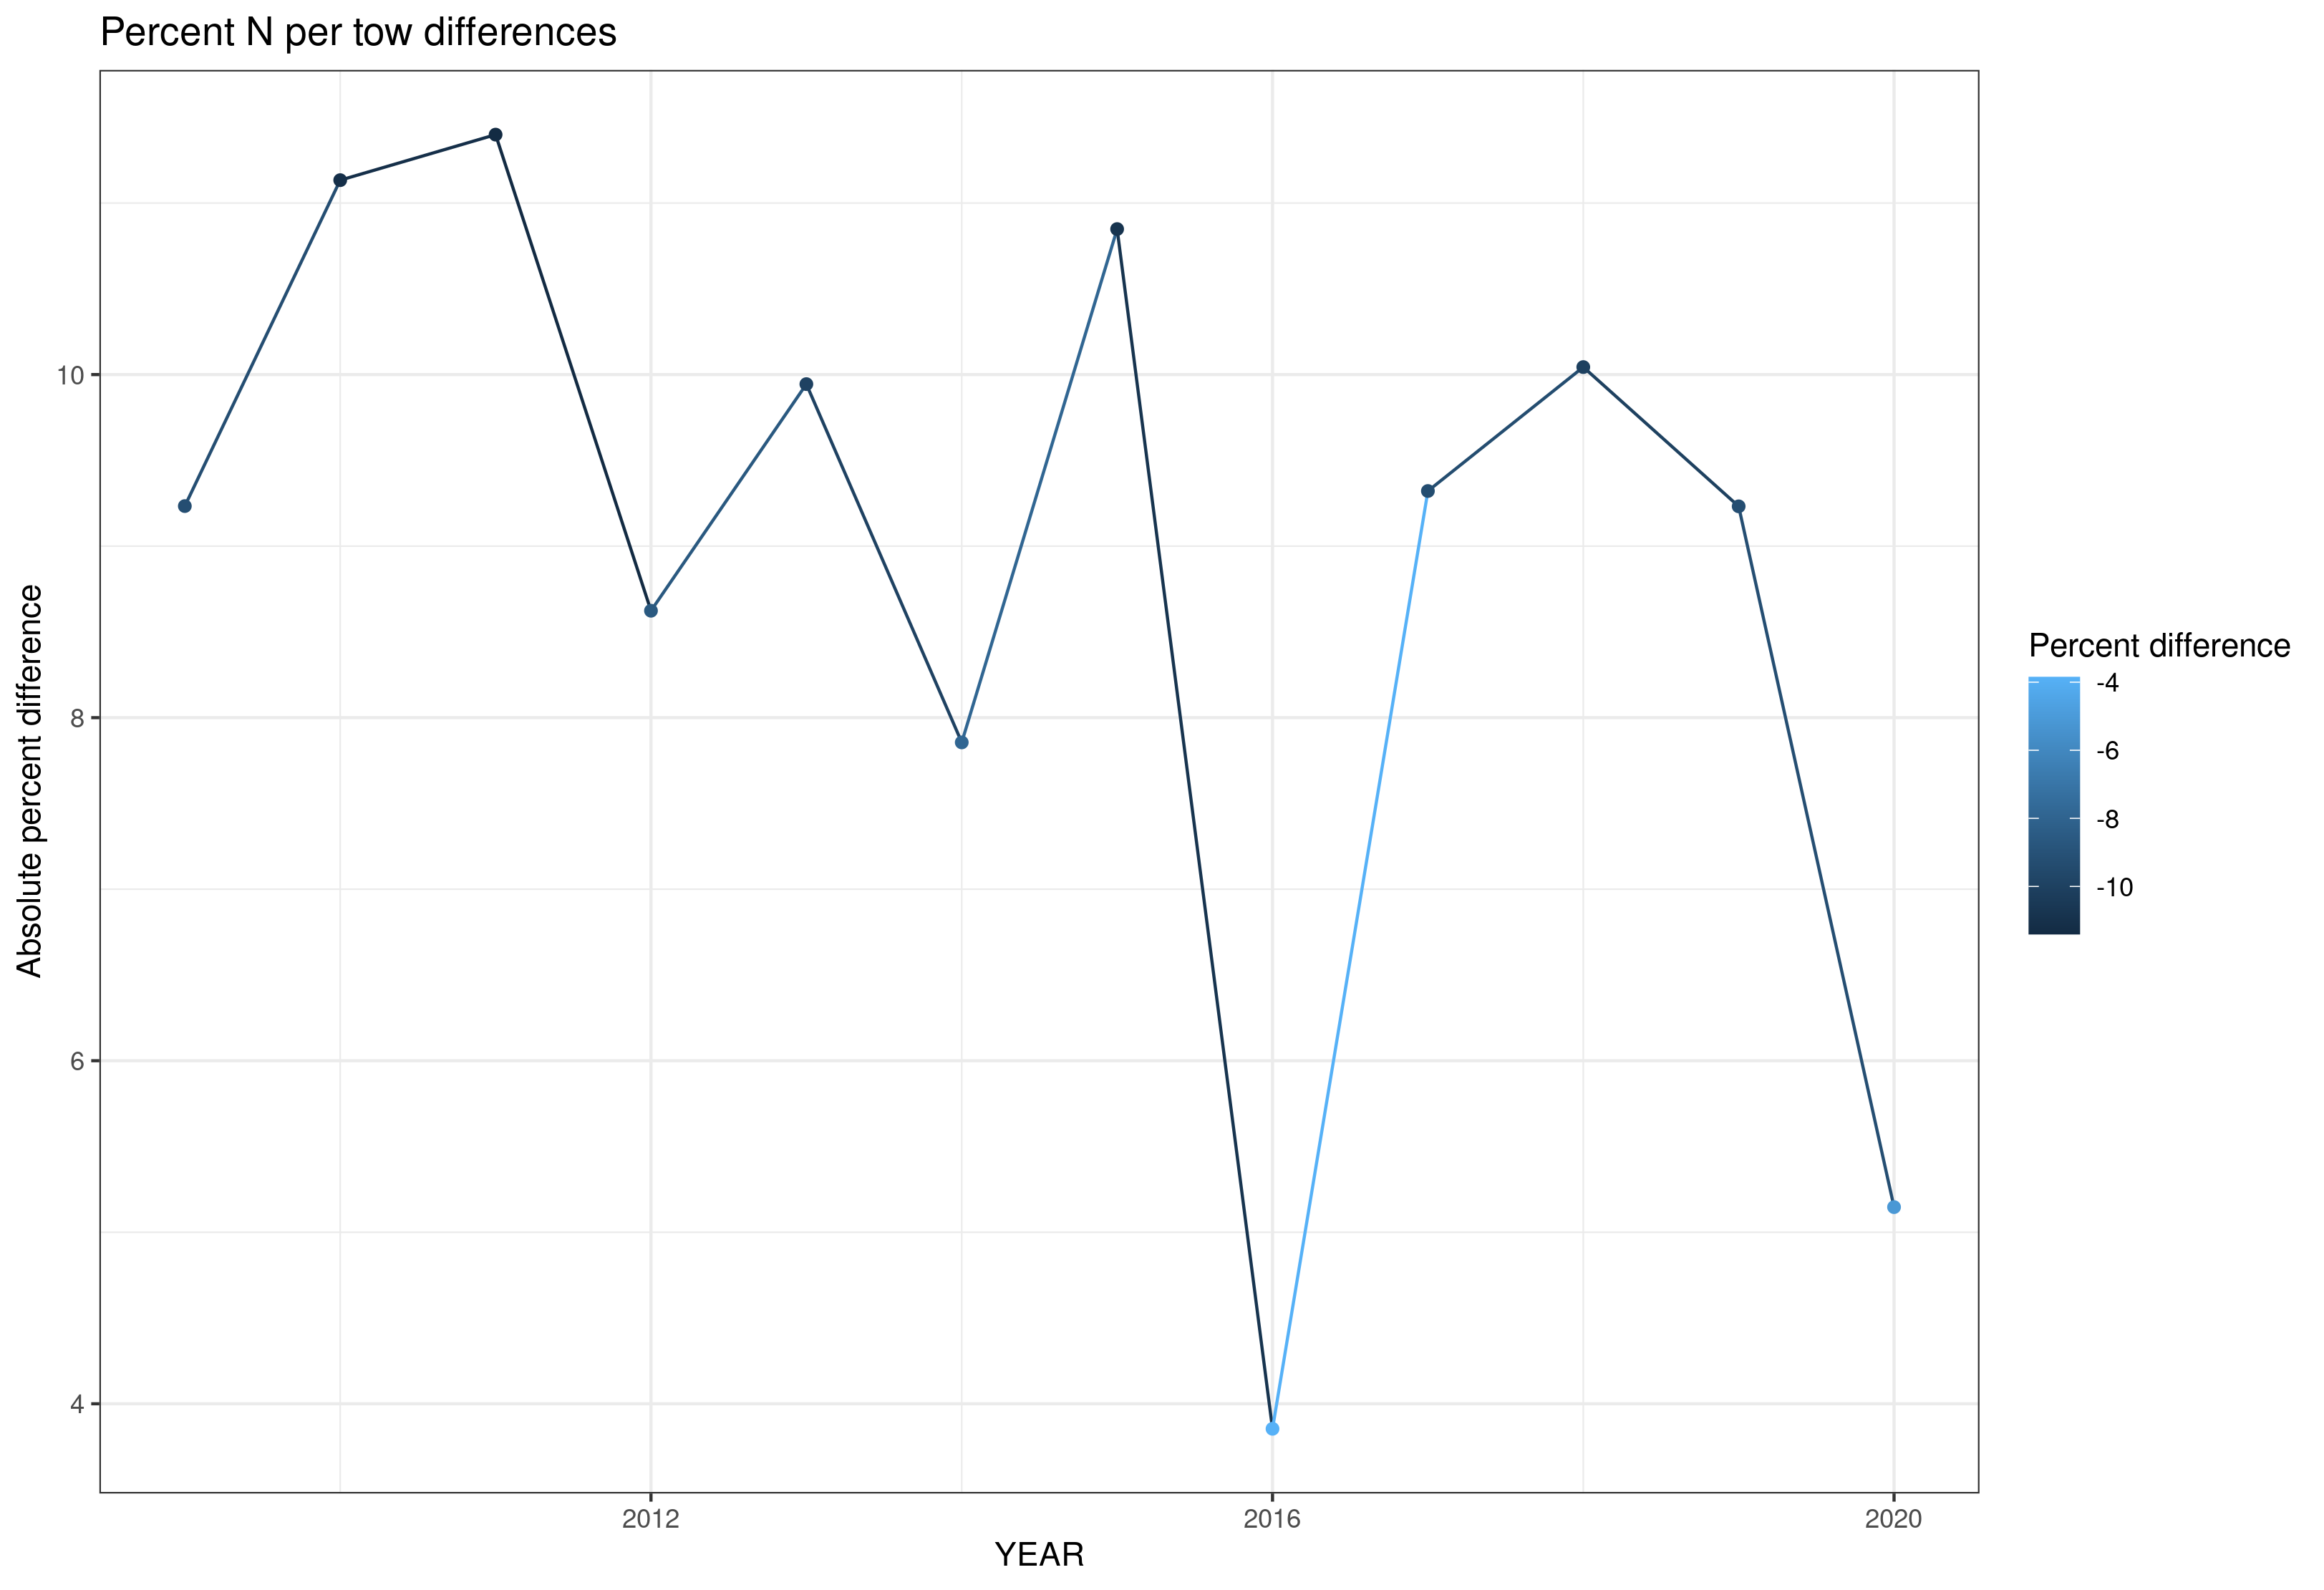 Percent N per tow differences
Absolute percent difference
10
8
6
4
2012
2016
2020
YEAR
Percent difference
-4
-6
-8
-10